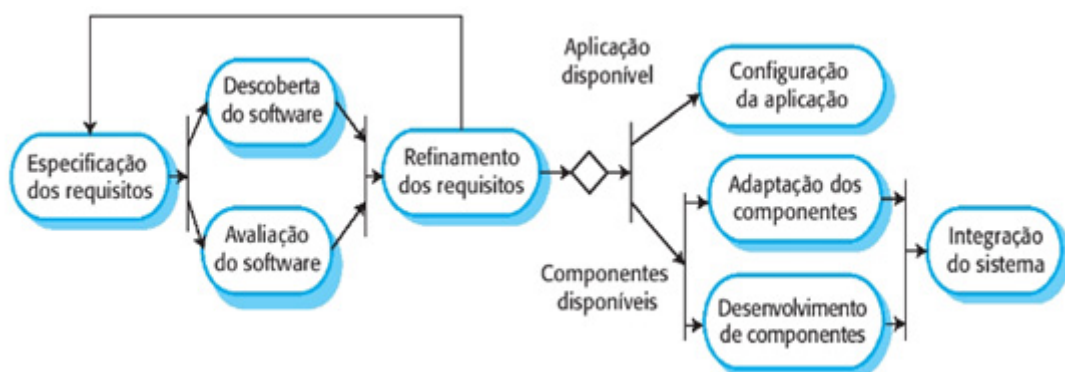 Especificação
dos requisitos
Descoberta
do software
Avaliação
do software
Refinamento
dos requisitos
Aplicação
disponível
Componentes
disponíveis
Configuração
da aplicação
Adaptação dos
componentes
Desenvolvimento
de componentes
Integração
do sistema